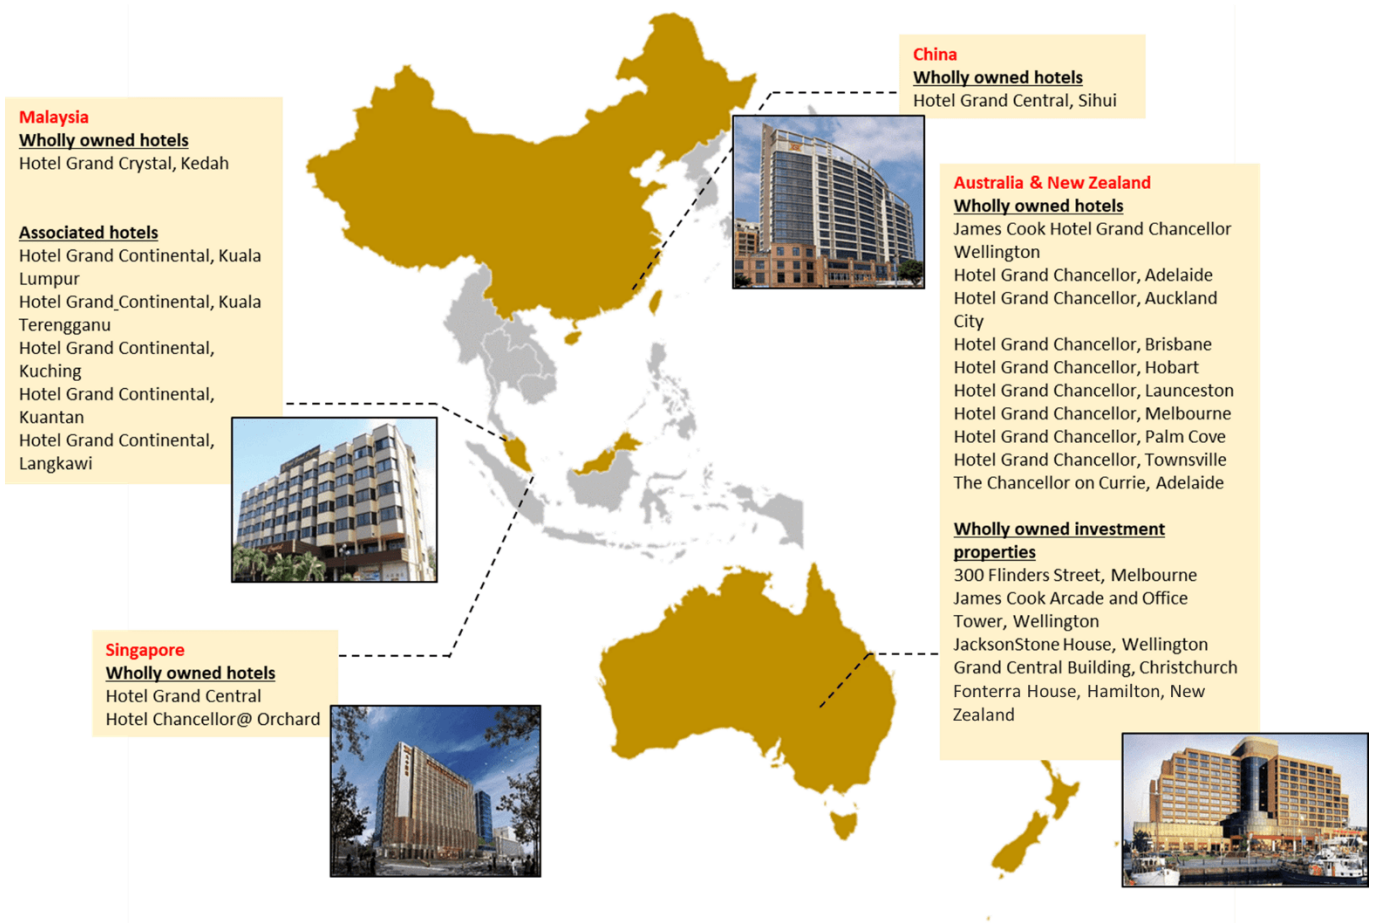 China
Wholly owned hotels
Hotel Grand Central, Sihui
Malaysia
Wholly owned hotels
Hotel Grand Crystal, Kedah
Associated hotels
Hotel Grand Continental, Kuala
Lumpur
Hotel Grand_Continental, Kuala
Terengganu
Hotel Grand Continental,
Kuching
Hotel Grand Continental,
Kuantan
Hotel Grand Continental,
Langkawi
Australia & New Zealand
Wholly owned hotels
James Cook Hotel Grand Chancellor
Wellington
Hotel Grand Chancellor, Adelaide
Hotel Grand Chancellor, Auckland
City
Hotel Grand Chancellor, Brisbane
Hotel Grand Chancellor, Hobart
Hotel Grand Chancellor, Launceston
Hotel Grand Chancellor, Melbourne
Hotel Grand Chancellor, Palm Cove
Hotel Grand Chancellor, Townsville
The Chancellor on Currie, Adelaide
Wholly owned investment
properties
300 Flinders Street, Melbourne
James Cook Arcade and Office
Tower, Wellington
JacksonStone House, Wellington
Grand Central Building, Christchurch
Fonterra House, Hamilton, New
Zealand
Singapore
Wholly owned hotels
Hotel Grand Central
Hotel Chancellor@ Orchard